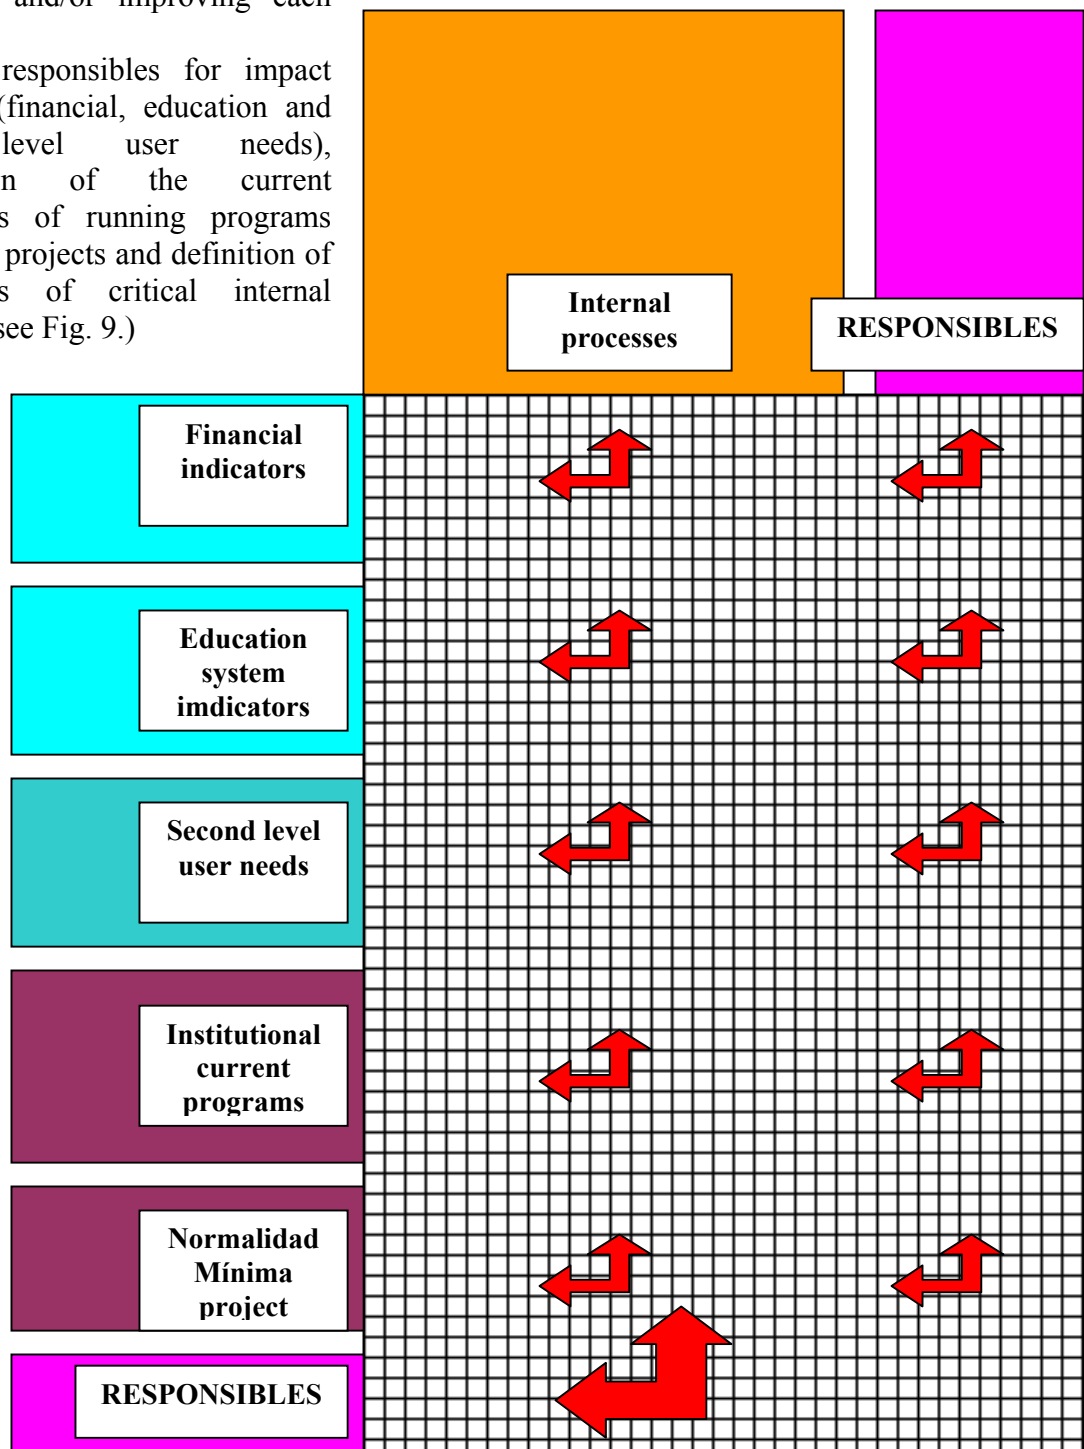 and/or improving each
responsibles for impact
(financial, education and
level user needs),
of the current
of running programs
projects and definition of
of critical internal
see Fig. 9.)
Internal
processes
RESPONSIBLES
Financial
indicators
Education
system
imdicators
Second level
user needs
Institutional
current
programs
Normalidad
Mínima
project
RESPONSIBLES